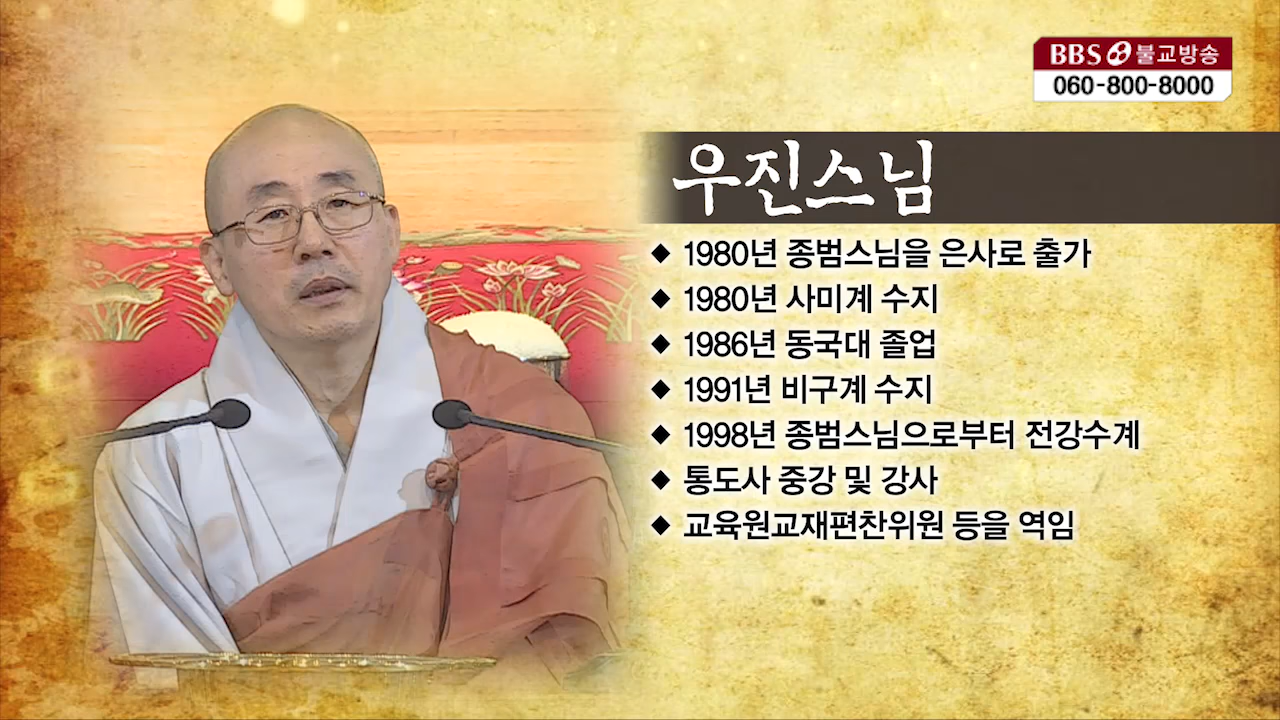 BBS 불교방송
060-800-8000
우진스님
◆ 1980년 종범스님을 은사로 출가
◆ 1980년 사미계 수지
◆ 1986년 동국대 졸업
◆ 1991년 비구계 수지
◆ 1998년 종범스님으로부터 전강수계
◆ 통도사 중강 및 강사
◆ 교육원교재편찬위원 등을 역임